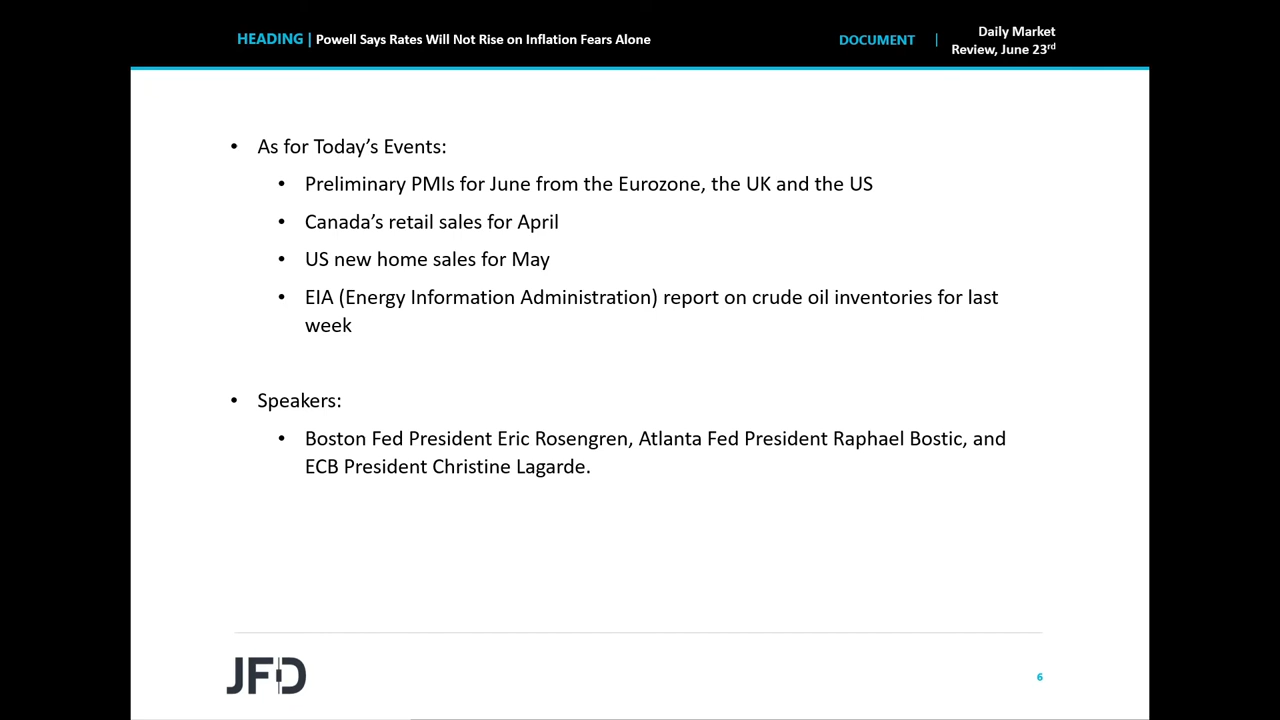 HEADING | Powell Says Rates Will Not Rise on Inflation Fears Alone
DOCUMENT | Daily Market
Review, June 23rd
• As for Today’s Events:
• Preliminary PMIs for June from the Eurozone, the UK and the US
• Canada’s retail sales for April
• US new home sales for May
• EIA (Energy Information Administration) report on crude oil inventories for last
week
• Speakers:
• Boston Fed President Eric Rosengren, Atlanta Fed President Raphael Bostic, and
ECB President Christine Lagarde.
JFD
6